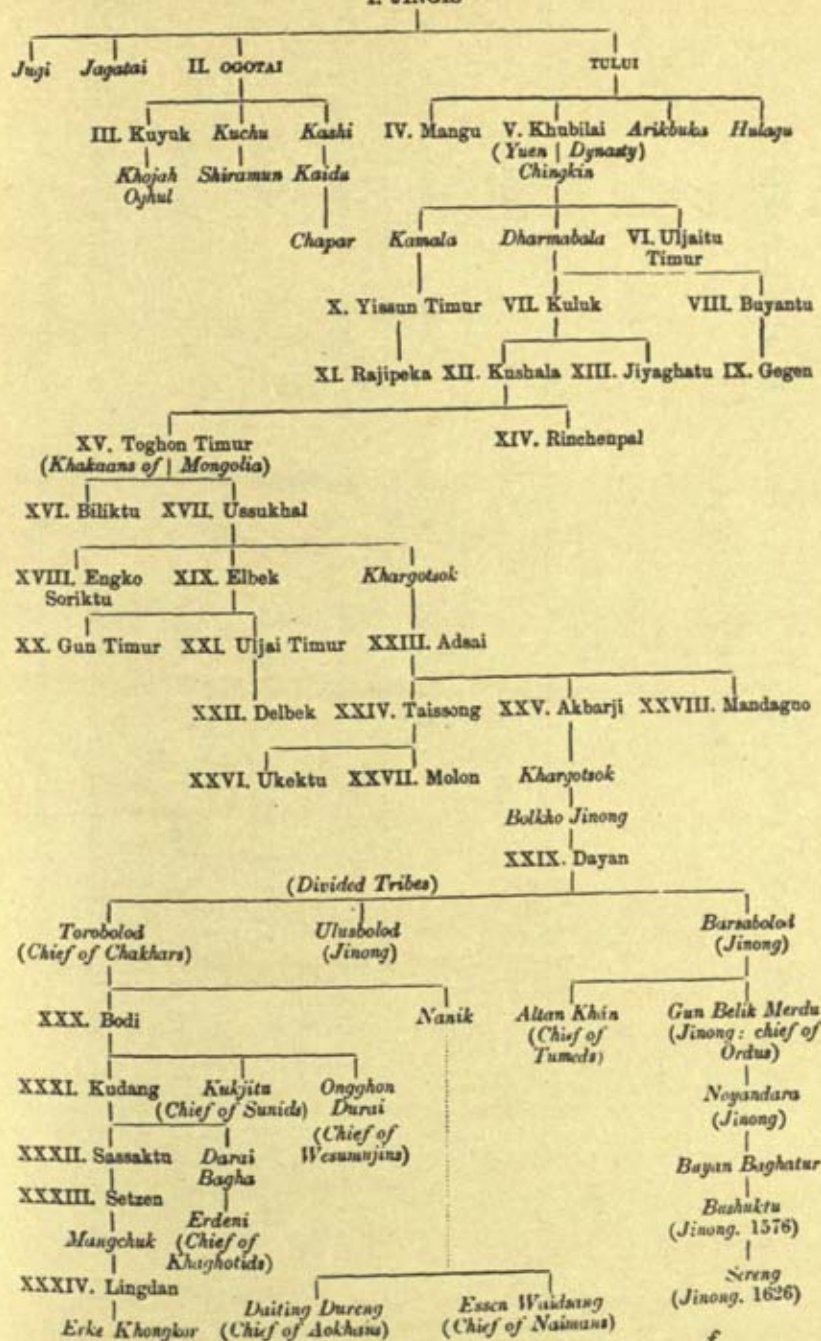 I. JINGIS
Jugi Jagatai II. OGOTAI TULUI
III. Kuyuk Kuchu Kashi IV. Mangu V. Khubilai Arikbuka Hulagu
(Yuen | Dynasty)
Khojah Shiramun Kaidu Chingkin
Oghul
Chapar Kamala Dharmabala VI. Uljaitu
Timur
X. Yissun Timur VII. Kuluk VIII. Buyantu
XI. Rajipeka XII. Kushala XIII. Jiyaghatu IX. Gegen
XV. Toghon Timur XIV. Rinchenpal
(Khakaans of | Mongolia)
XVI. Biliktu XVII. Ussukhal
XVIII. Engko XIX. Elbek Khargotsok
Soriktu
XX. Gun Timur XXI. Uljai Timur XXIII. Adsai
XXII. Delbek XXIV. Taissong XXV. Akbarji XXVIII. Mandagno
XXVI. Ukektu XXVII. Molon Khargotsok
Bolkho Jinong
XXIX. Dayan
(Divided Tribes)
Torobolod Ulusbolod Barsabolod
(Chief of Chakhars) (Jinong) (Jinong)
XXX. Bodi Nanik Altan Khán Gun Belik Merdu
(Chief of (Jinong: chief of
Tumeds) Ordus)
XXXI. Kudang Kukjitu Ongghon Noyandara
(Chief of Sunids) Durai (Jinong)
(Chief of
XXXII. Sassaktu Darai Wesumujins) Bayan Baghatur
Bagha
XXXIII. Setzen Bushuktu
Erdeni (Jinong. 1576)
Mangchuk (Chief of
Khaghotids)
XXXIV. Lingdan Sereng
Daiting Dureng Essen Waidsang (Jinong. 1626)
Erke Khongkor (Chief of Aokhans) (Chief of Naimans) f